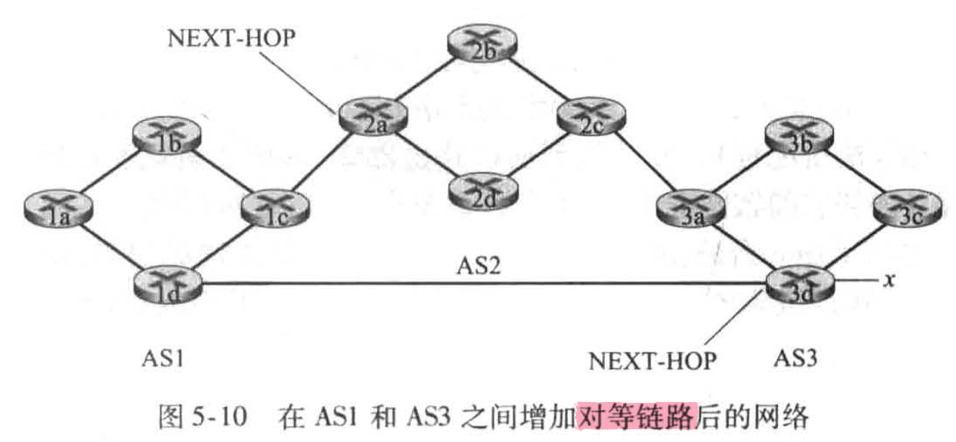 NEXT-HOP
2b
2a
2c
1b
3b
2d
1a
1c
3a
3c
AS2
1d
3d
x
AS1
NEXT-HOP
AS3
图 5-10 在 AS1 和 AS3 之间增加对等链路后的网络